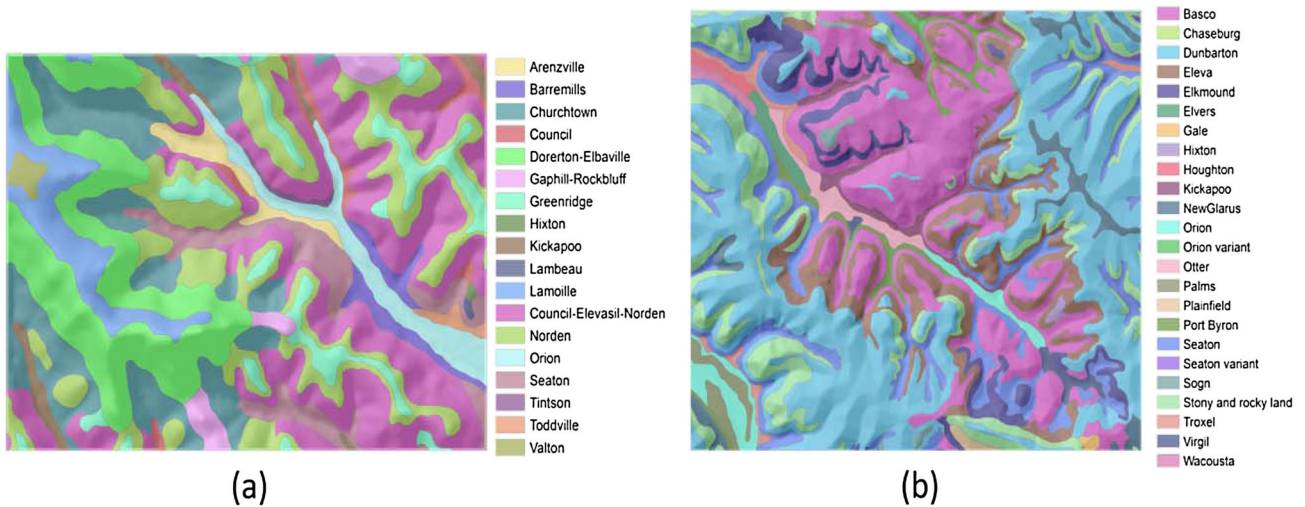 Arenzville
Barremills
Churchtown
Council
Dorerton-Elbaville
Gaphill-Rockbluff
Greenridge
Hixton
Kickapoo
Lambeau
Lamoille
Council-Elevasil-Norden
Norden
Orion
Seaton
Tintson
Toddville
Valton
(a)
Basco
Chaseburg
Dunbarton
Eleva
Elkmound
Elvers
Gale
Hixton
Houghton
Kickapoo
NewGlarus
Orion
Orion variant
Otter
Palms
Plainfield
Port Byron
Seaton
Seaton variant
Sogn
Stony and rocky land
Troxel
Virgil
Wacousta
(b)